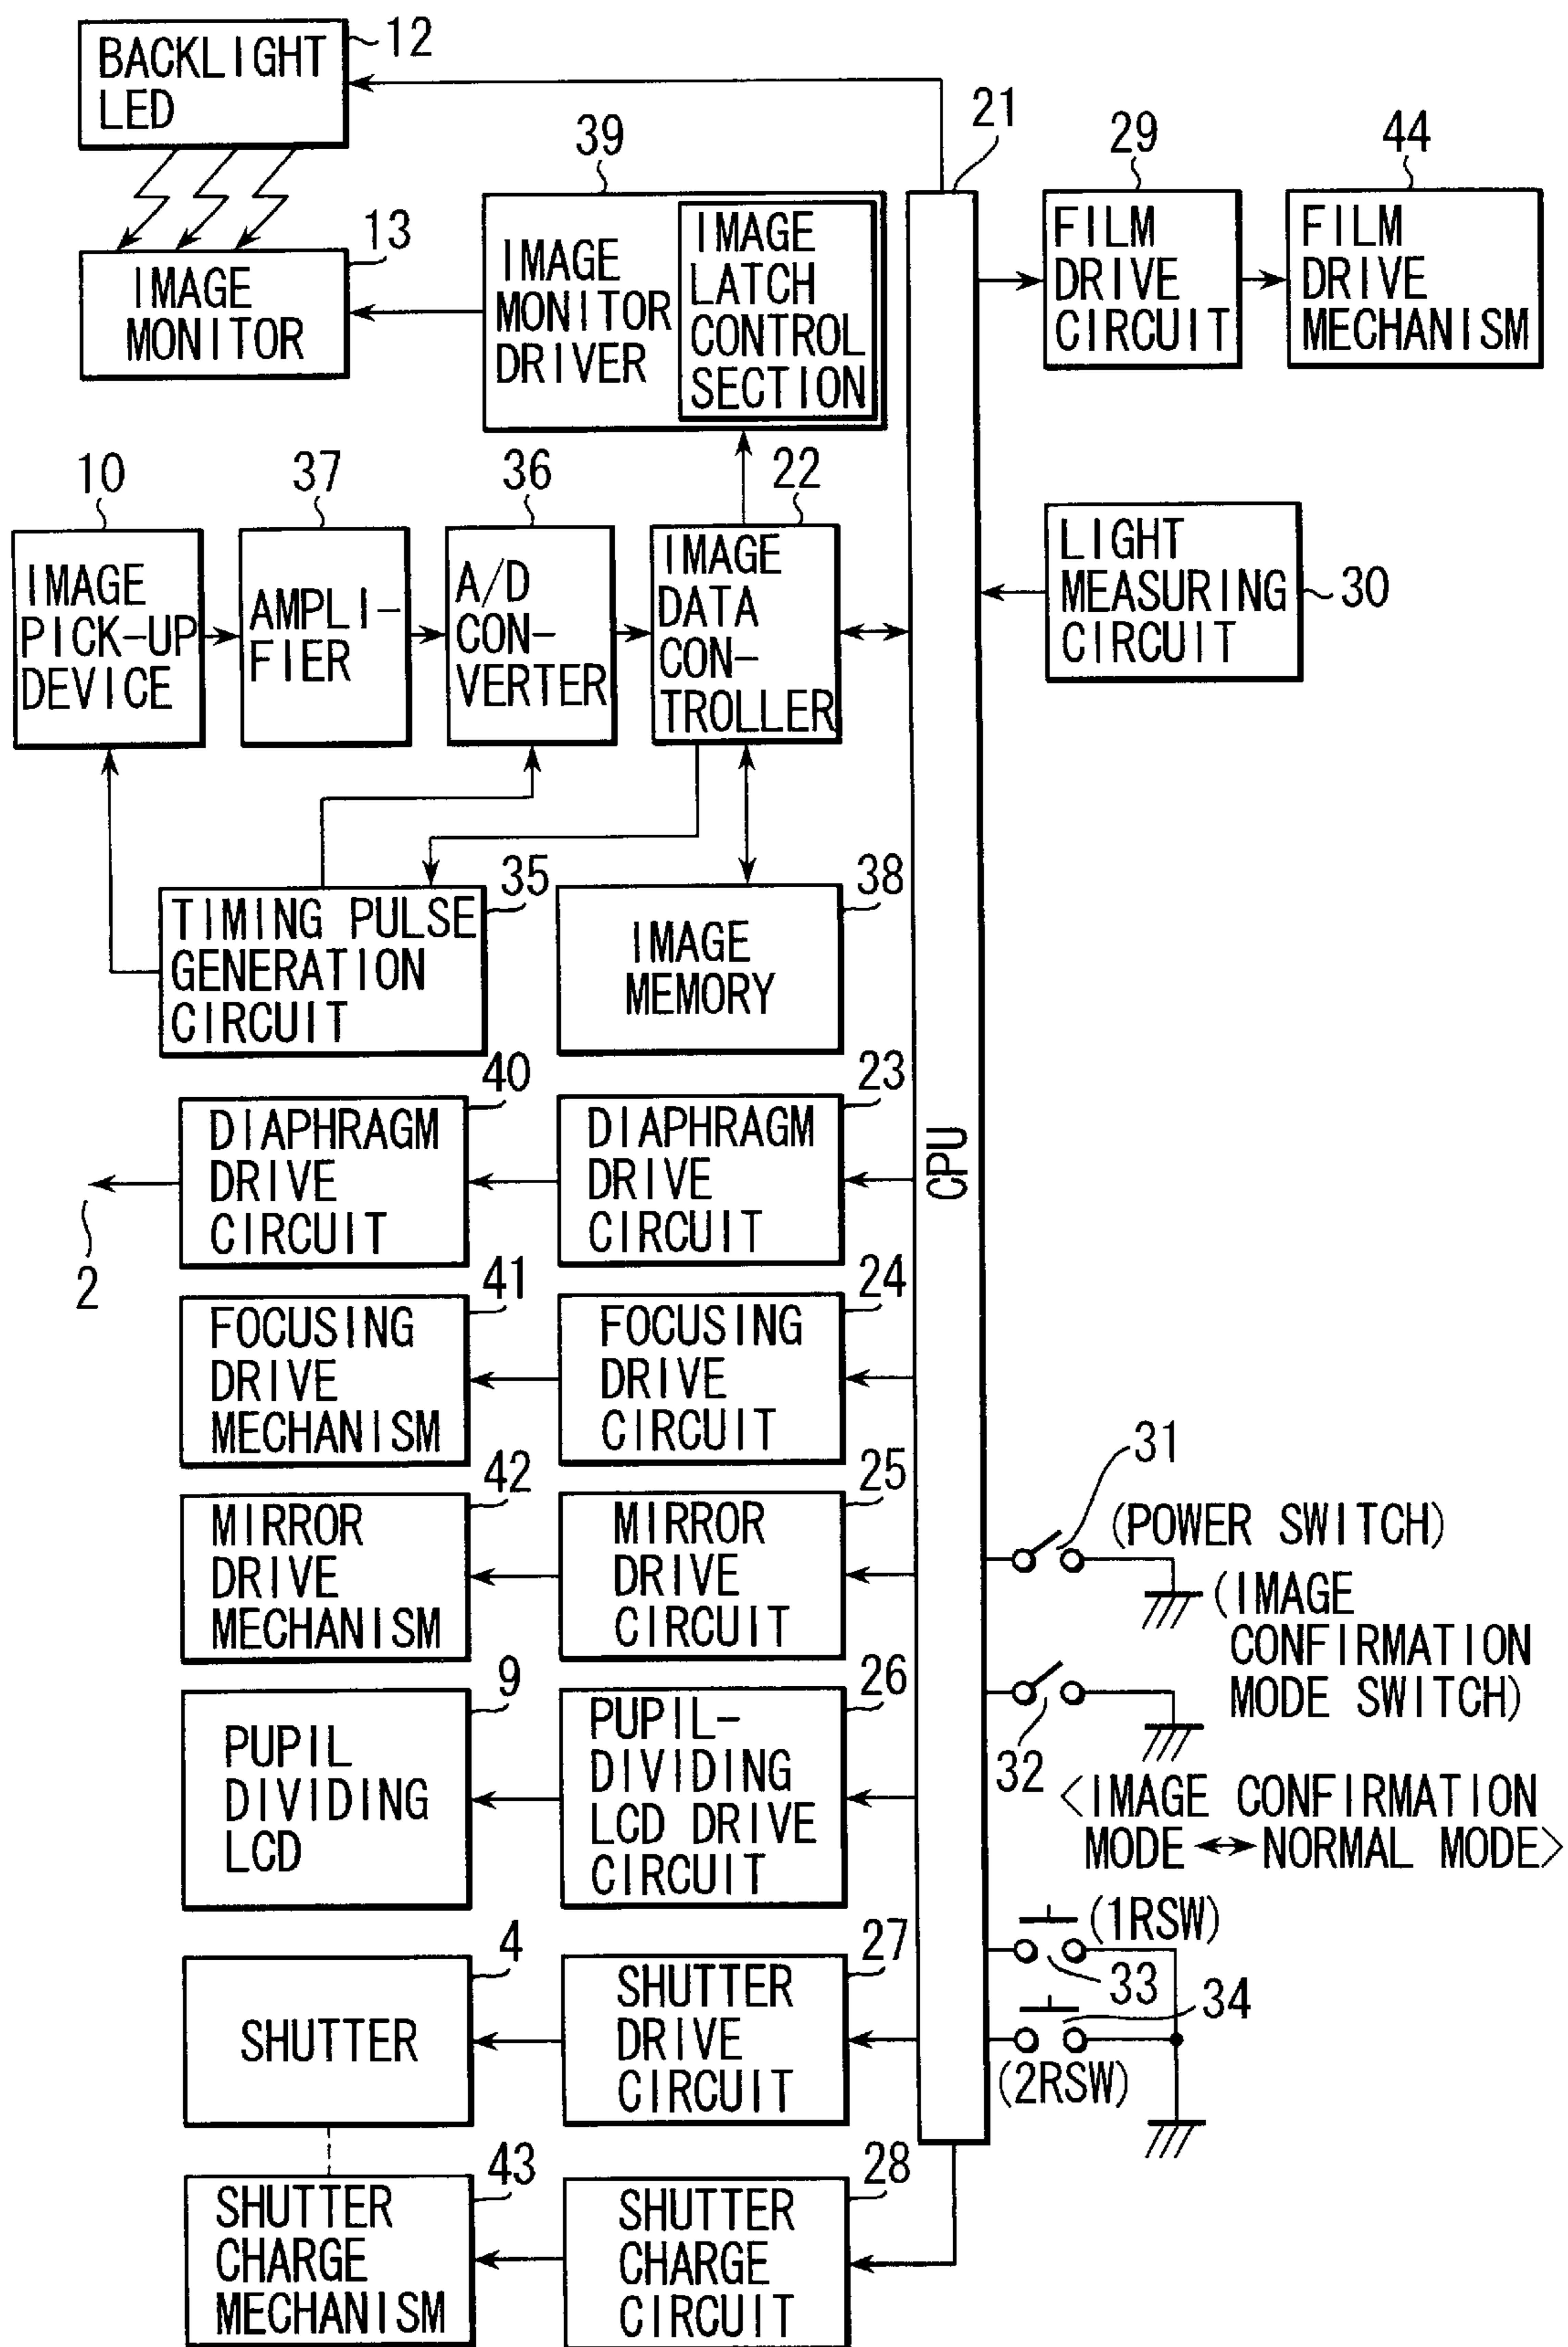 12
BACKLIGHT
LED
21
29
44
39
IMAGE
MONITOR
DRIVER
IMAGE
LATCH
CONTROL
SECTION
FILM
DRIVE
CIRCUIT
FILM
DRIVE
MECHANISM
13
IMAGE
MONITOR
10
37
36
22
IMAGE
PICK-UP
DEVICE
AMPLI-
FIER
A/D
CON-
VERTER
IMAGE
DATA
CON-
TROLLER
LIGHT
MEASURING
CIRCUIT
30
35
TIMING PULSE
GENERATION
CIRCUIT
38
IMAGE
MEMORY
CPU
40
DIAPHRAGM
DRIVE
CIRCUIT
23
DIAPHRAGM
DRIVE
CIRCUIT
2
41
FOCUSING
DRIVE
MECHANISM
24
FOCUSING
DRIVE
CIRCUIT
42
MIRROR
DRIVE
MECHANISM
25
MIRROR
DRIVE
CIRCUIT
31
(POWER SWITCH)
(IMAGE
CONFIRMATION
MODE SWITCH)
32
<IMAGE CONFIRMATION
MODE ↔ NORMAL MODE>
9
PUPIL
DIVIDING
LCD
26
PUPIL-
DIVIDING
LCD DRIVE
CIRCUIT
(1RSW)
33
34
(2RSW)
4
SHUTTER
27
SHUTTER
DRIVE
CIRCUIT
43
SHUTTER
CHARGE
MECHANISM
28
SHUTTER
CHARGE
CIRCUIT